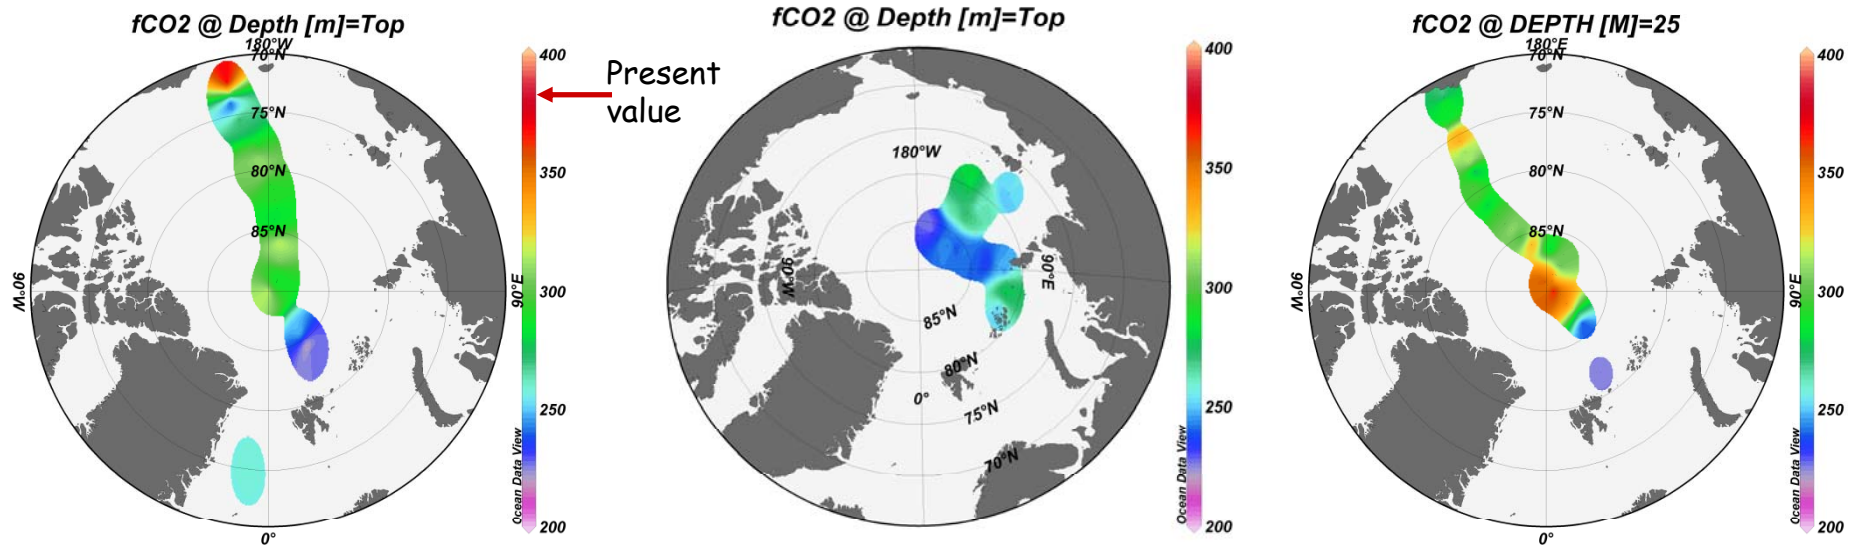 fCO2 @ Depth [m]=Top
180°W
70°N
75°N
80°N
85°N
90°W
90°E
0°
400
350
300
250
200
Ocean Data View
Present
value
fCO2 @ Depth [m]=Top
180°W
90°W
90°E
85°N
80°N
0°
75°N
70°N
400
350
300
250
200
Ocean Data View
fCO2 @ DEPTH [M]=25
180°E
70°N
75°N
80°N
85°N
90°W
90°E
0°
400
350
300
250
200
Ocean Data View